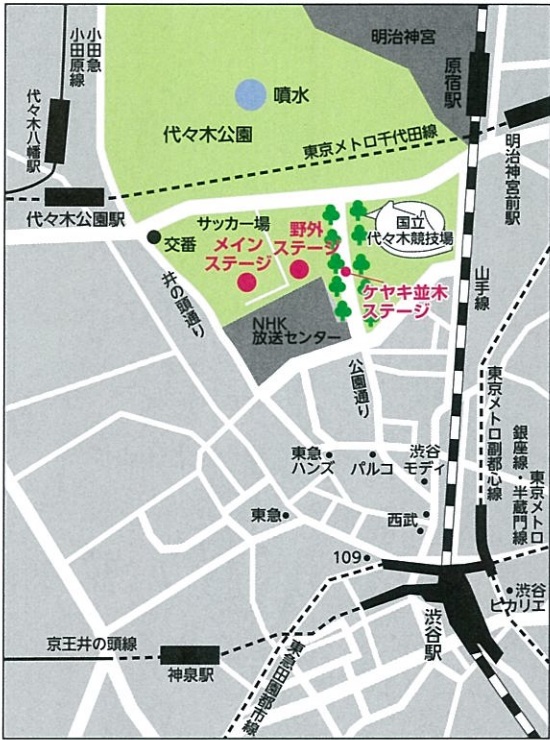 小田急
小田原線
代々木八幡駅
噴水
代々木公園
明治神宮
原宿駅
東京メトロ千代田線
明治神宮前駅
代々木公園駅
交番
サッカー場
メイン
ステージ
野外
ステージ
国立
代々木競技場
ケヤキ並木
ステージ
NHK
放送センター
井の頭通り
公園通り
山手線
東京メトロ副都心線
東京メトロ
銀座線・半蔵門線
東急
ハンズ
パルコ
渋谷
モディ
東急
西武
109
渋谷
ヒカリエ
渋谷駅
京王井の頭線
神泉駅
東急田園都市線